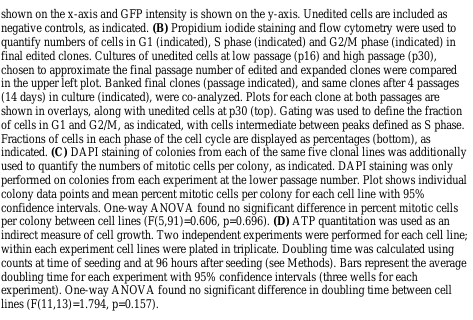 shown on the x-axis and GFP intensity is shown on the y-axis. Unedited cells are included as
negative controls, as indicated. (B) Propidium iodide staining and flow cytometry were used to
quantify numbers of cells in G1 (indicated), S phase (indicated) and G2/M phase (indicated) in
final edited clones. Cultures of unedited cells at low passage (p16) and high passage (p30),
chosen to approximate the final passage number of edited and expanded clones were compared
in the upper left plot. Banked final clones (passage indicated), and same clones after 4 passages
(14 days) in culture (indicated), were co-analyzed. Plots for each clone at both passages are
shown in overlays, along with unedited cells at p30 (top). Gating was used to define the fraction
of cells in G1 and G2/M, as indicated, with cells intermediate between peaks defined as S phase.
Fractions of cells in each phase of the cell cycle are displayed as percentages (bottom), as
indicated. (C) DAPI staining of colonies from each of the same five clonal lines was additionally
used to quantify the numbers of mitotic cells per colony, as indicated. DAPI staining was only
performed on colonies from each experiment at the lower passage number. Plot shows individual
colony data points and mean percent mitotic cells per colony for each cell line with 95%
confidence intervals. One-way ANOVA found no significant difference in percent mitotic cells
per colony between cell lines (F(5,91)=0.606, p=0.696). (D) ATP quantitation was used as an
indirect measure of cell growth. Two independent experiments were performed for each cell line;
within each experiment cell lines were plated in triplicate. Doubling time was calculated using
counts at time of seeding and at 96 hours after seeding (see Methods). Bars represent the average
doubling time for each experiment with 95% confidence intervals (three wells for each
experiment). One-way ANOVA found no significant difference in doubling time between cell
lines (F(11,13)=1.794, p=0.157).